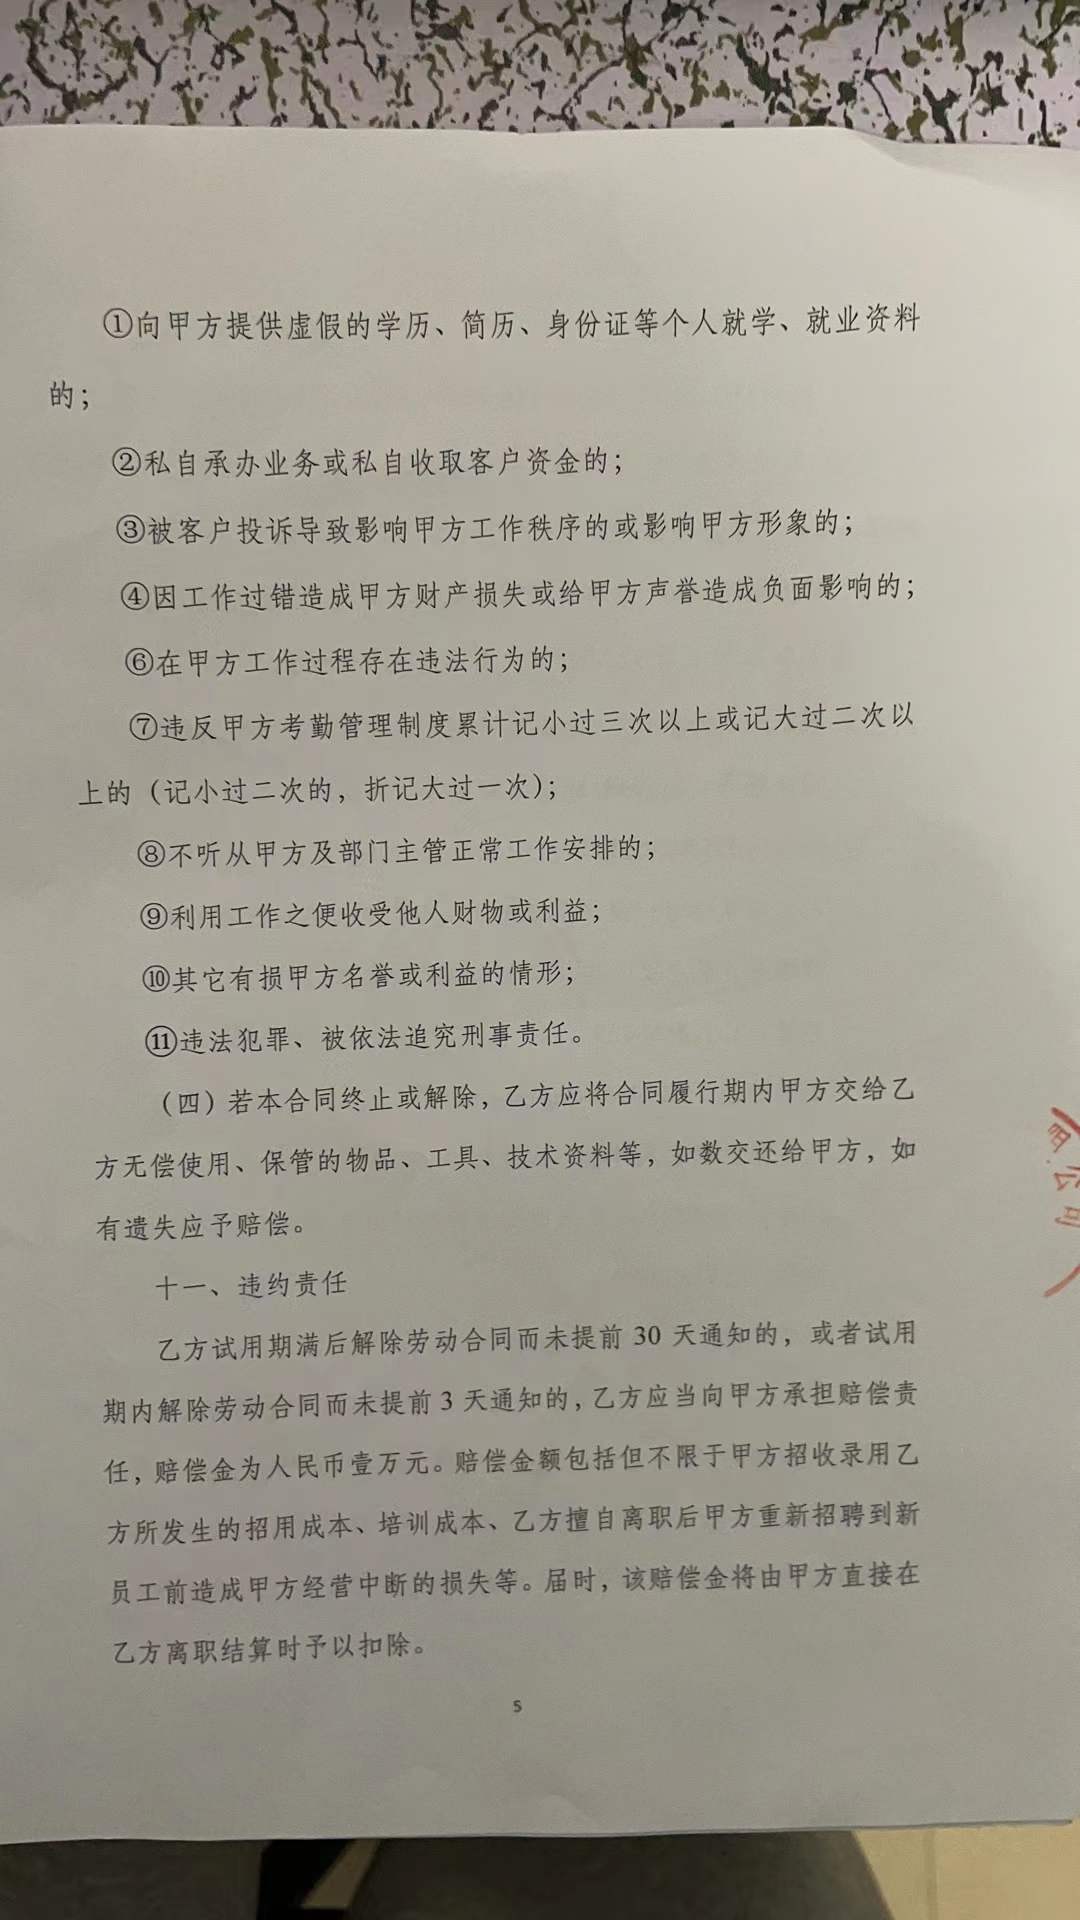 ①向甲方提供虚假的学历、简历、身份证等个人就学、就业资料
的；
②私自承办业务或私自收取客户资金的；
③被客户投诉导致影响甲方工作秩序的或影响甲方形象的；
④因工作过错造成甲方财产损失或给甲方声誉造成负面影响的；
⑥在甲方工作过程存在违法行为的；
⑦违反甲方考勤管理制度累计记小过三次以上或记大过二次以
上的（记小过二次的，折记大过一次）；
⑧不听从甲方及部门主管正常工作安排的；
⑨利用工作之便收受他人财物或利益；
⑩其它有损甲方名誉或利益的情形；
⑪违法犯罪、被依法追究刑事责任。
（四）若本合同终止或解除，乙方应将合同履行期内甲方交给乙
方无偿使用、保管的物品、工具、技术资料等，如数交还给甲方，如
有遗失应予赔偿。
十一、违约责任
乙方试用期满后解除劳动合同而未提前 30 天通知的，或者试用
期内解除劳动合同而未提前 3 天通知的，乙方应当向甲方承担赔偿责
任，赔偿金为人民币壹万元。赔偿金额包括但不限于甲方招收录用乙
方所发生的招用成本、培训成本、乙方擅自离职后甲方重新招聘到新
员工前造成甲方经营中断的损失等。届时，该赔偿金将由甲方直接在
乙方离职结算时予以扣除。
5
公司